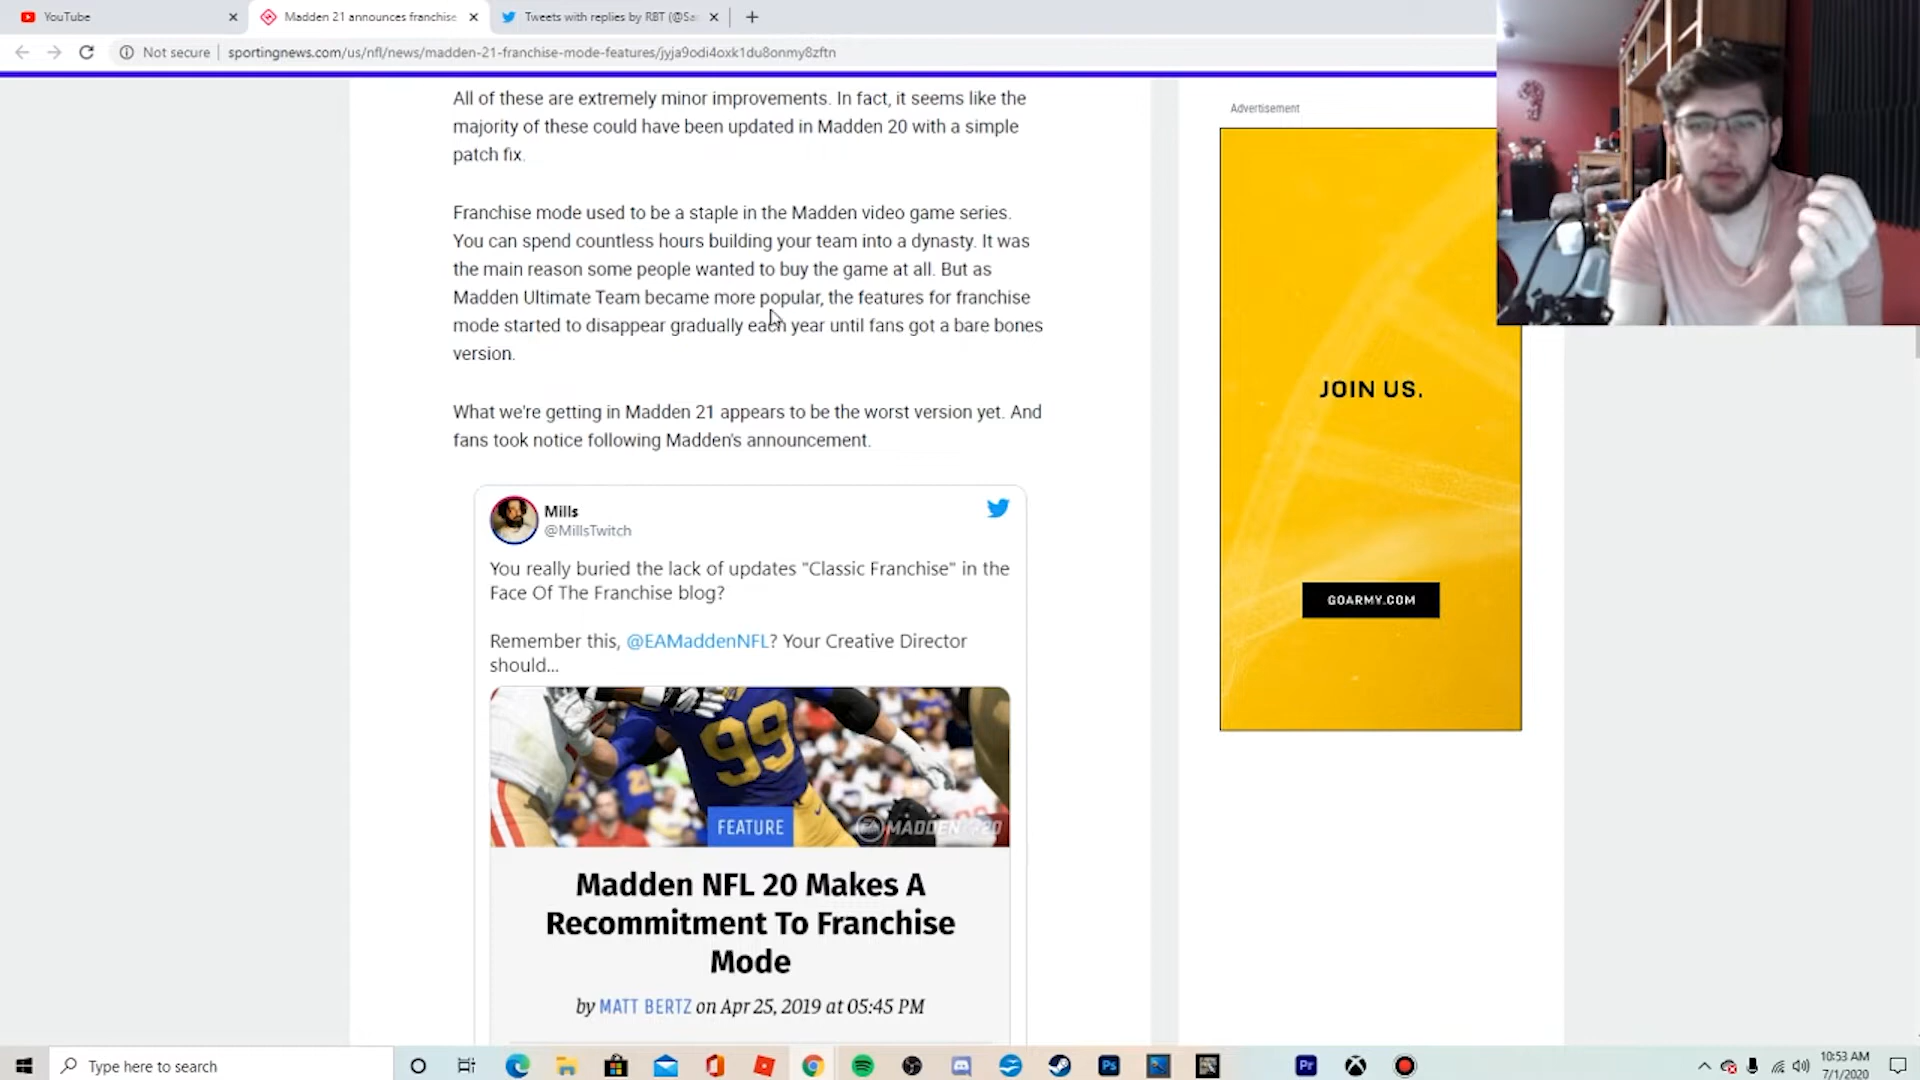 YouTube
Madden 21 announces franchise
Tweets with replies by RBT (@Sa
Not secure
sportingnews.com/us/nfl/news/madden-21-franchise-mode-features/jyja9odi4oxk1du8onmy8zftn
All of these are extremely minor improvements. In fact, it seems like the
majority of these could have been updated in Madden 20 with a simple
patch fix.
Franchise mode used to be a staple in the Madden video game series.
You can spend countless hours building your team into a dynasty. It was
the main reason some people wanted to buy the game at all. But as
Madden Ultimate Team became more popular, the features for franchise
mode started to disappear gradually each year until fans got a bare bones
version.
What we're getting in Madden 21 appears to be the worst version yet. And
fans took notice following Madden's announcement.
Mills
@MillsTwitch
You really buried the lack of updates "Classic Franchise" in the
Face Of The Franchise blog?
Remember this, @EAMaddenNFL? Your Creative Director
should...
99
FEATURE
MADDEN 20
Madden NFL 20 Makes A
Recommitment To Franchise
Mode
by MATT BERTZ on Apr 25, 2019 at 05:45 PM
Advertisement
JOIN US.
GOARMY.COM
Type here to search
Ps
Pr
10:53 AM
7/1/2020